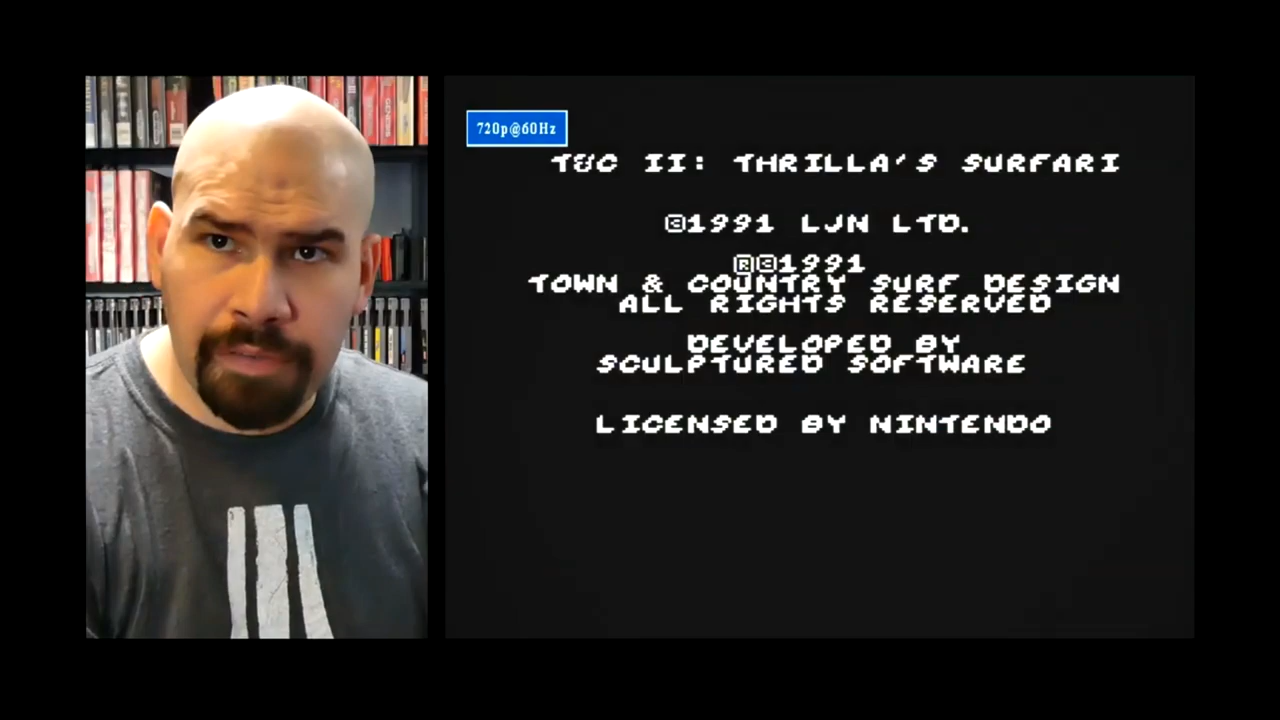 720p@60Hz
T&C II: THRILLA'S SURFARI
©1991 LJN LTD.
®©1991
TOWN & COUNTRY SURF DESIGN
ALL RIGHTS RESERVED
DEVELOPED BY
SCULPTURED SOFTWARE
LICENSED BY NINTENDO
GENESIS